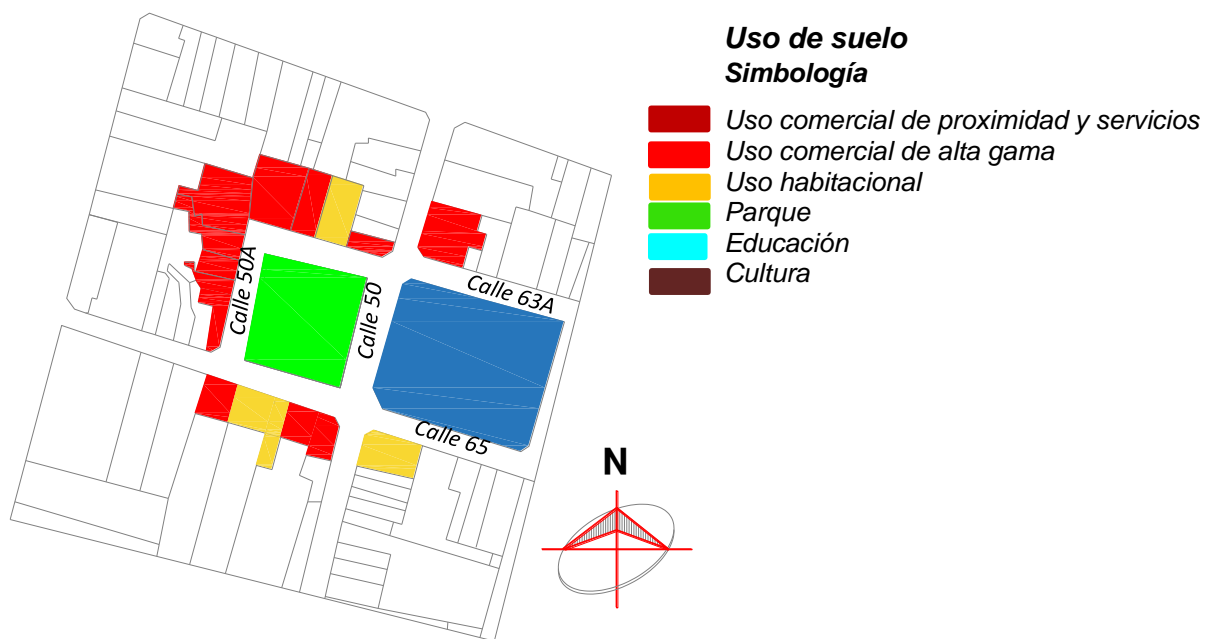 Uso de suelo
Simbología
Uso comercial de proximidad y servicios
Uso comercial de alta gama
Uso habitacional
Parque
Educación
Cultura
Calle 50A
Calle 50
Calle 63A
Calle 65
N